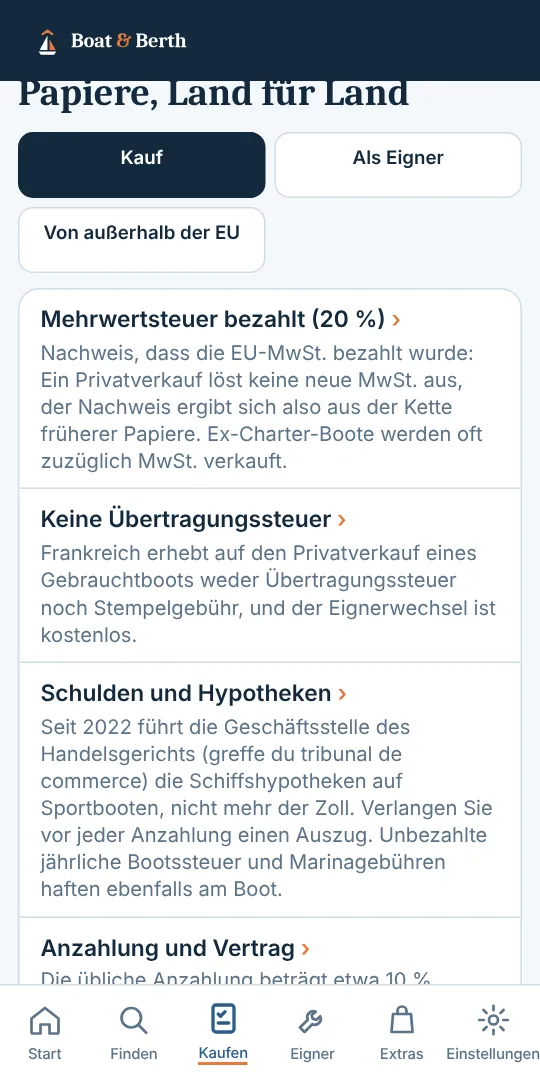 Boat & Berth
Papiere, Land für Land
Kauf
Als Eigner
Von außerhalb der EU
Mehrwertsteuer bezahlt (20 %) ›
Nachweis, dass die EU-MwSt. bezahlt wurde:
Ein Privatverkauf löst keine neue MwSt. aus,
der Nachweis ergibt sich also aus der Kette
früherer Papiere. Ex-Charter-Boote werden oft
zuzüglich MwSt. verkauft.
Keine Übertragungssteuer ›
Frankreich erhebt auf den Privatverkauf eines
Gebrauchtboots weder Übertragungssteuer
noch Stempelgebühr, und der Eignerwechsel ist
kostenlos.
Schulden und Hypotheken ›
Seit 2022 führt die Geschäftsstelle des
Handelsgerichts (greffe du tribunal de
commerce) die Schiffshypotheken auf
Sportbooten, nicht mehr der Zoll. Verlangen Sie
vor jeder Anzahlung einen Auszug. Unbezahlte
jährliche Bootssteuer und Marinagebühren
haften ebenfalls am Boot.
Anzahlung und Vertrag ›
Die übliche Anzahlung beträgt etwa 10 %
Start
Finden
Kaufen
Eigner
Extras
Einstellungen